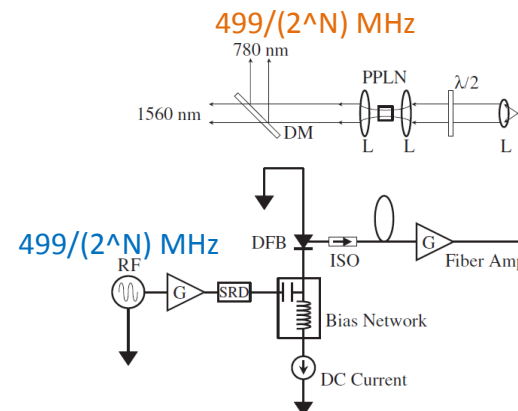 499/(2^N) MHz
780 nm
PPLN
λ/2
1560 nm
DM
L
L
L
499/(2^N) MHz
DFB
G
RF
ISO
Fiber Amp
G
SRD
Bias Network
DC Current